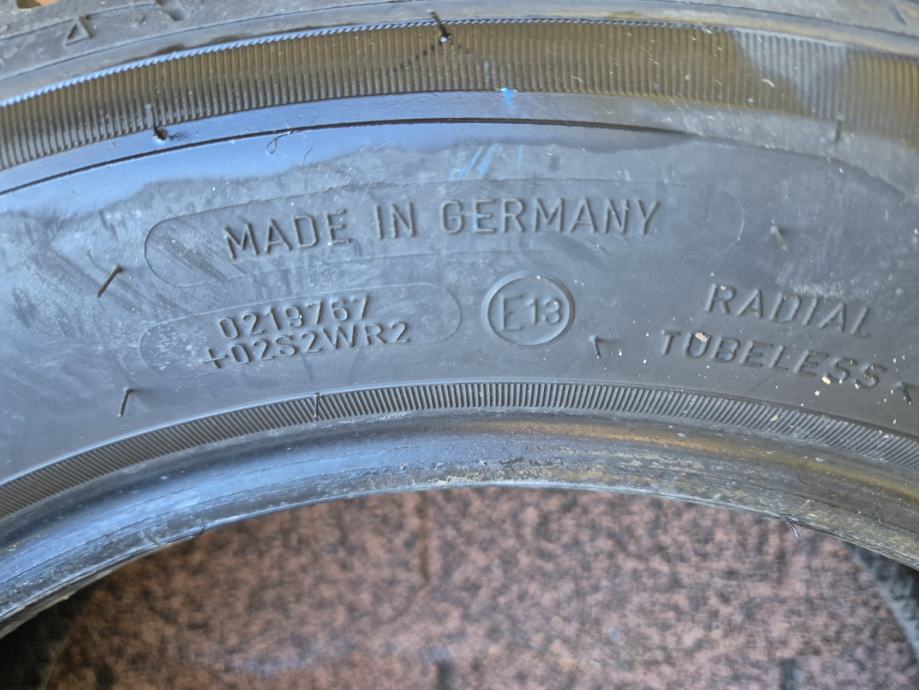 MADE IN GERMANY
0219767
+02S2WR2
E13
RADIAL
TUBELESS